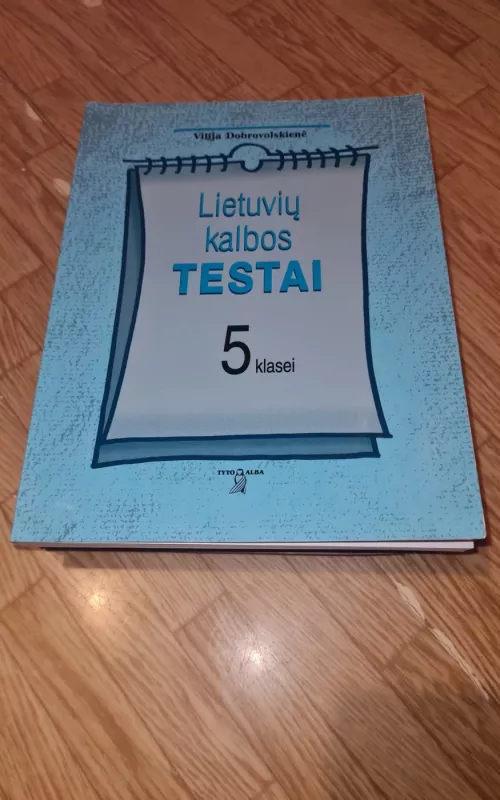 Vilija Dobrovolskienė
Lietuvių
kalbos
TESTAI
5 klasei
TYTO ALBA